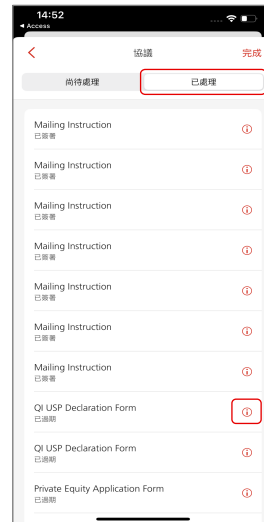 14:52
◀ Access
協議
完成
尚待處理
已處理
Mailing Instruction
已簽署
Mailing Instruction
已簽署
Mailing Instruction
已簽署
Mailing Instruction
已簽署
Mailing Instruction
已簽署
Mailing Instruction
已簽署
Mailing Instruction
已簽署
QI USP Declaration Form
已過期
QI USP Declaration Form
已過期
Private Equity Application Form
已過期